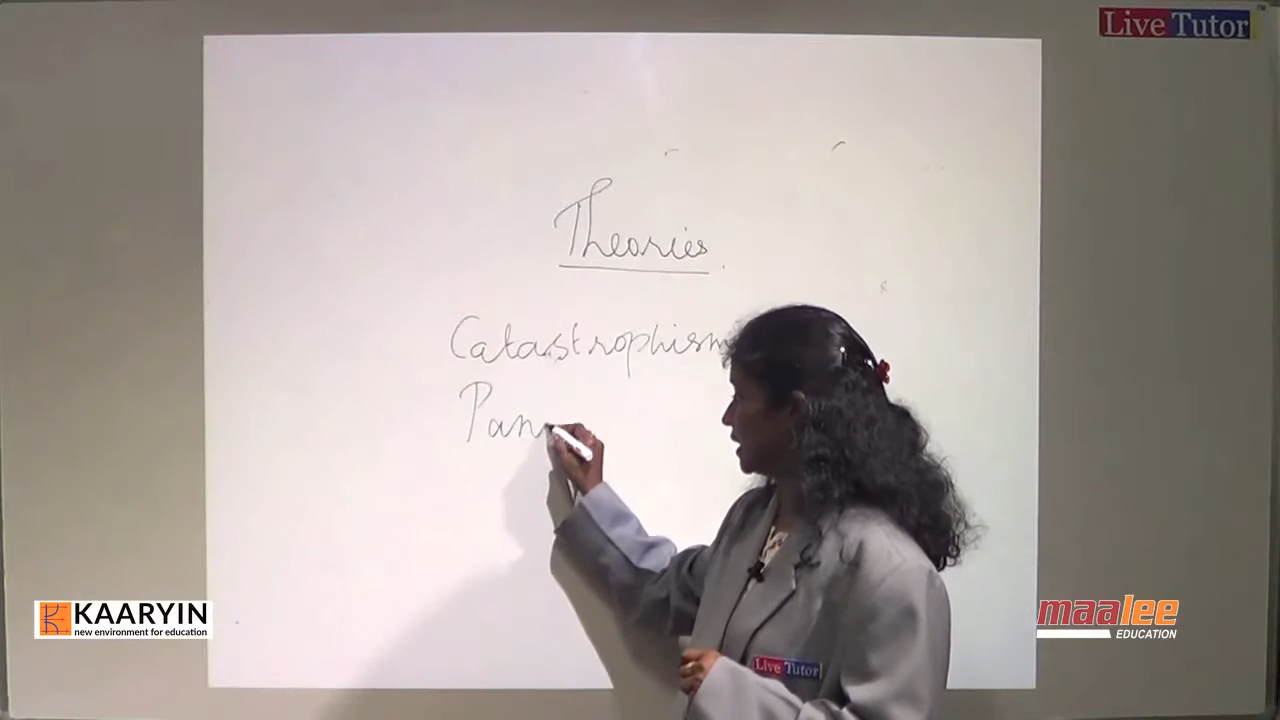 Live Tutor
Theories
Catastrophism
Pan
Live Tutor
KAARYIN
new environment for education
maalee
EDUCATION